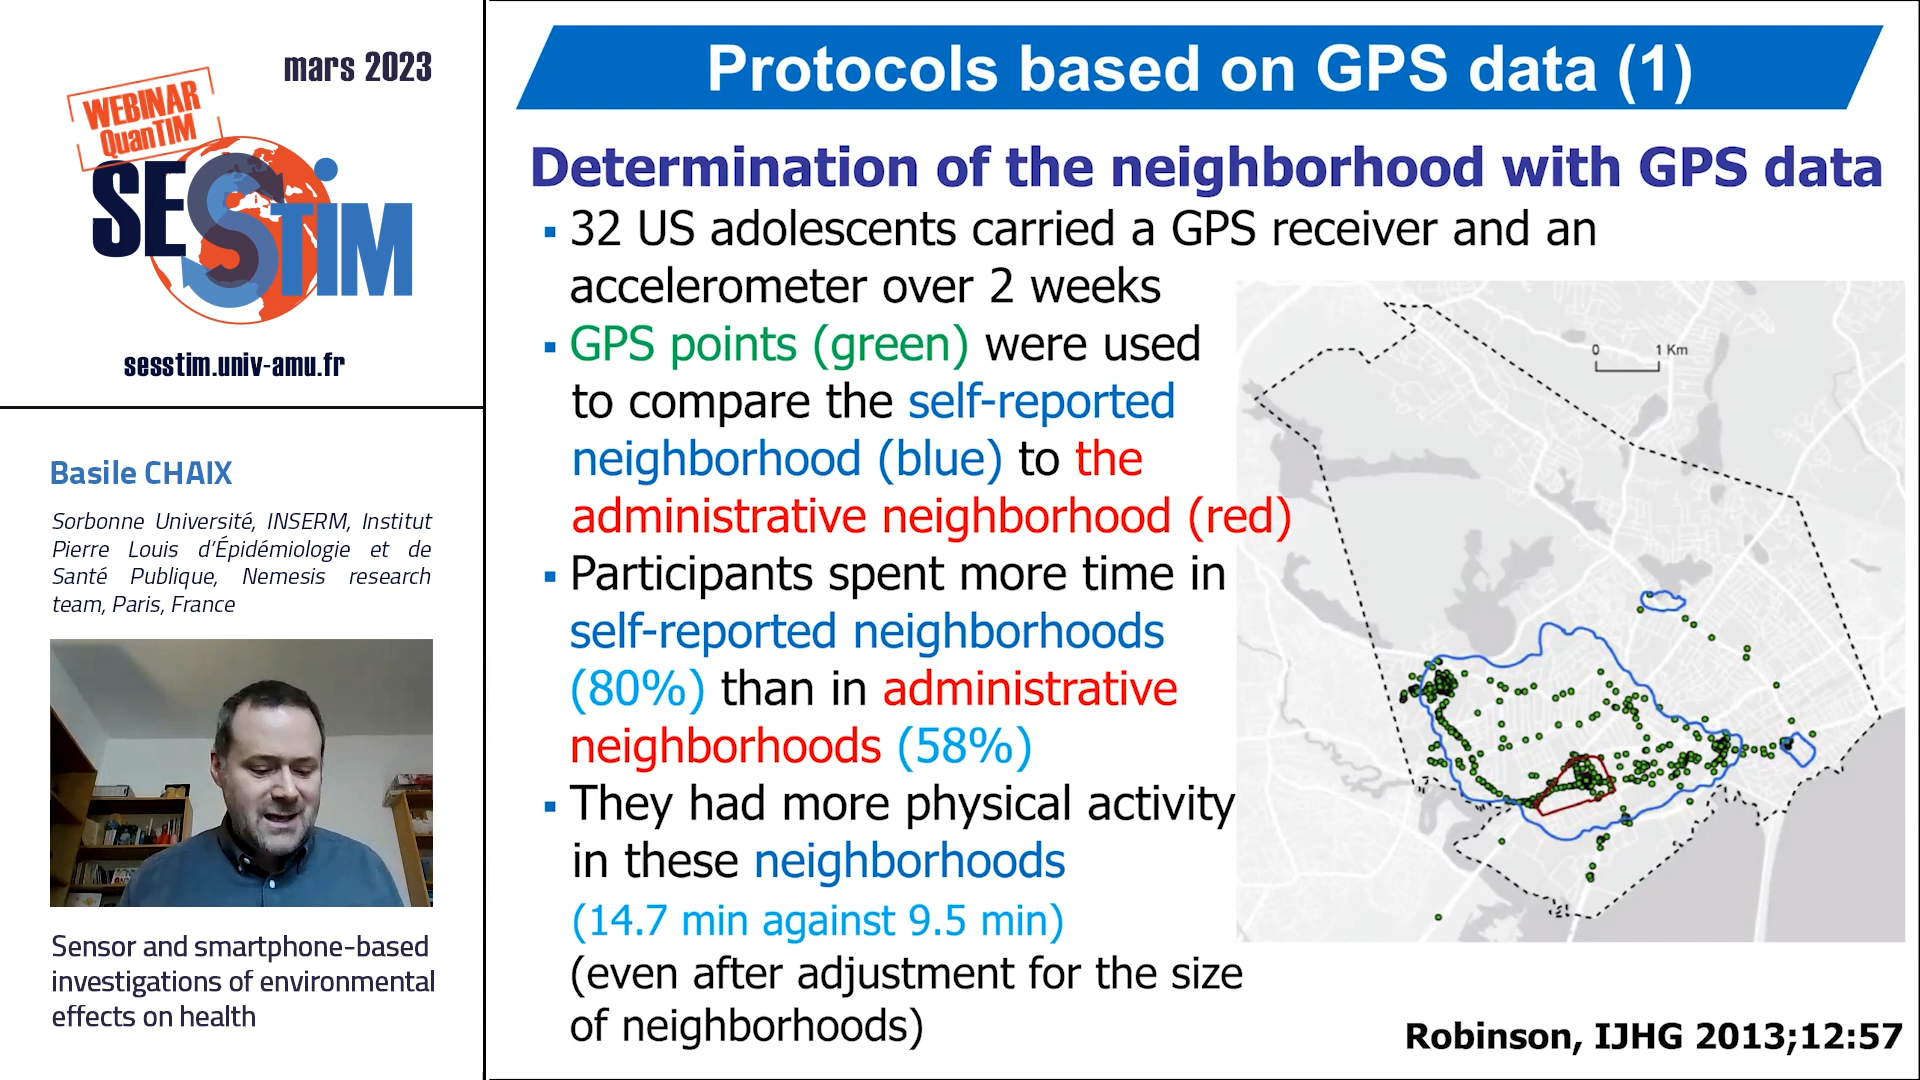 mars 2023
WEBINAR
QuanTIM
SESSTIM
sesstim.univ-amu.fr
Basile CHAIX
Sorbonne Université, INSERM, Institut
Pierre Louis d'Épidémiologie et de
Santé Publique, Nemesis research
team, Paris, France
Sensor and smartphone-based
investigations of environmental
effects on health
Protocols based on GPS data (1)
Determination of the neighborhood with GPS data
▪ 32 US adolescents carried a GPS receiver and an
accelerometer over 2 weeks
▪ GPS points (green) were used
to compare the self-reported
neighborhood (blue) to the
administrative neighborhood (red)
▪ Participants spent more time in
self-reported neighborhoods
(80%) than in administrative
neighborhoods (58%)
▪ They had more physical activity
in these neighborhoods
(14.7 min against 9.5 min)
(even after adjustment for the size
of neighborhoods)
0 1 Km
Robinson, IJHG 2013;12:57